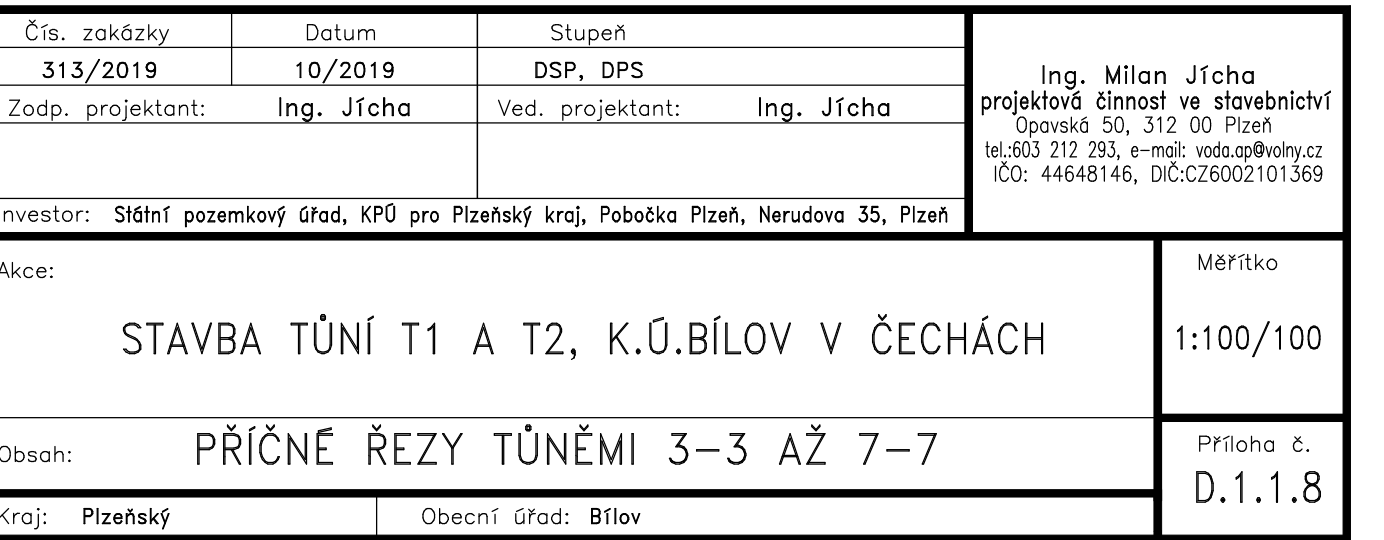 Čís. zakázky Datum Stupeň
313/2019 10/2019 DSP, DPS
Zodp. projektant: Ing. Jícha Ved. projektant: Ing. Jícha
nvestor: Státní pozemkový úřad, KPÚ pro Plzeňský kraj, Pobočka Plzeň, Nerudova 35, Plzeň
Ing. Milan Jícha
projektová činnost ve stavebnictví
Opavská 50, 312 00 Plzeň
tel.:603 212 293, e-mail: voda.ap@volny.cz
IČO: 44648146, DIČ:CZ6002101369
Akce:
STAVBA TŮNÍ T1 A T2, K.Ú.BÍLOV V ČECHÁCH
Měřítko
1:100/100
Obsah: PŘÍČNÉ ŘEZY TŮNĚMI 3-3 AŽ 7-7
Příloha č.
D.1.1.8
Kraj: Plzeňský Obecní úřad: Bílov